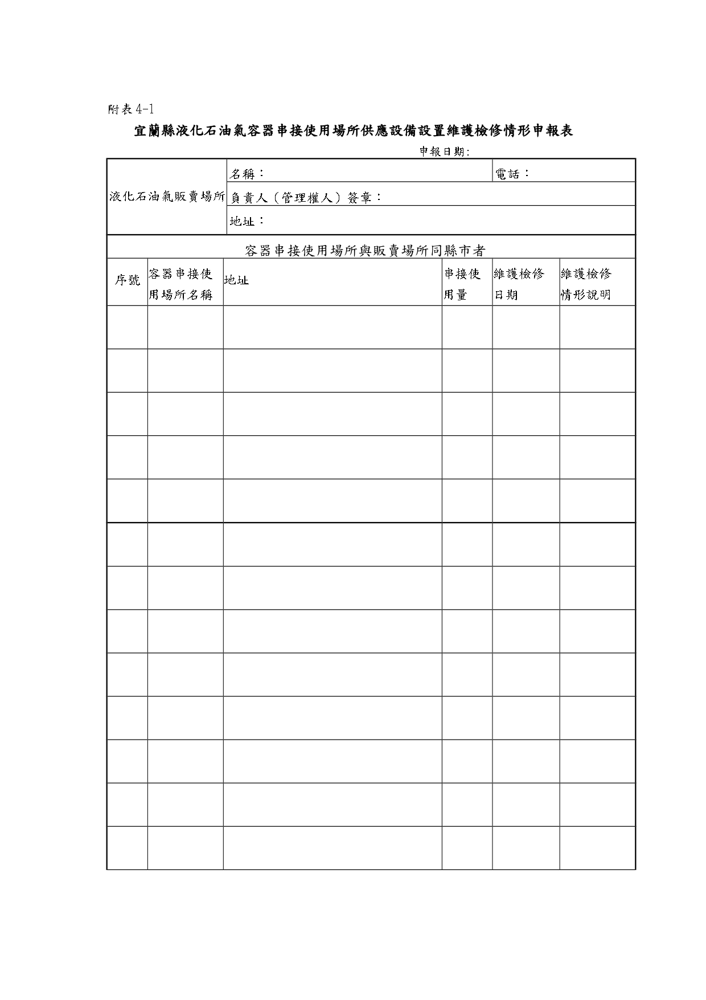 附表 4-1
宜蘭縣液化石油氣容器串接使用場所供應設備設置維護檢修情形申報表
申報日期:
液化石油氣販賣場所
名稱：
電話：
負責人（管理權人）簽章：
地址：
容器串接使用場所與販賣場所同縣市者
序號
容器串接使
用場所名稱
地址
串接使
用量
維護檢修
日期
維護檢修
情形說明